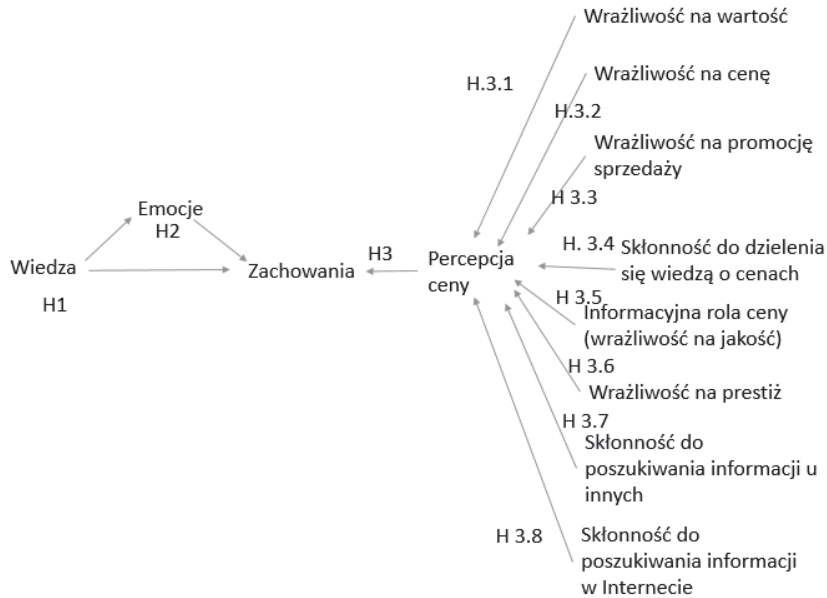 Wrażliwość na wartość
H.3.1
Wrażliwość na cenę
H.3.2
Wrażliwość na promocję
sprzedaży
H 3.3
Emocje
H2
Wiedza
H1
Zachowania
H3
Percepcja
ceny
H. 3.4
Skłonność do dzielenia
się wiedzą o cenach
H 3.5
Informacyjna rola ceny
(wrażliwość na jakość)
H 3.6
Wrażliwość na prestiż
H 3.7
Skłonność do
poszukiwania informacji u
innych
H 3.8
Skłonność do
poszukiwania informacji
w Internecie